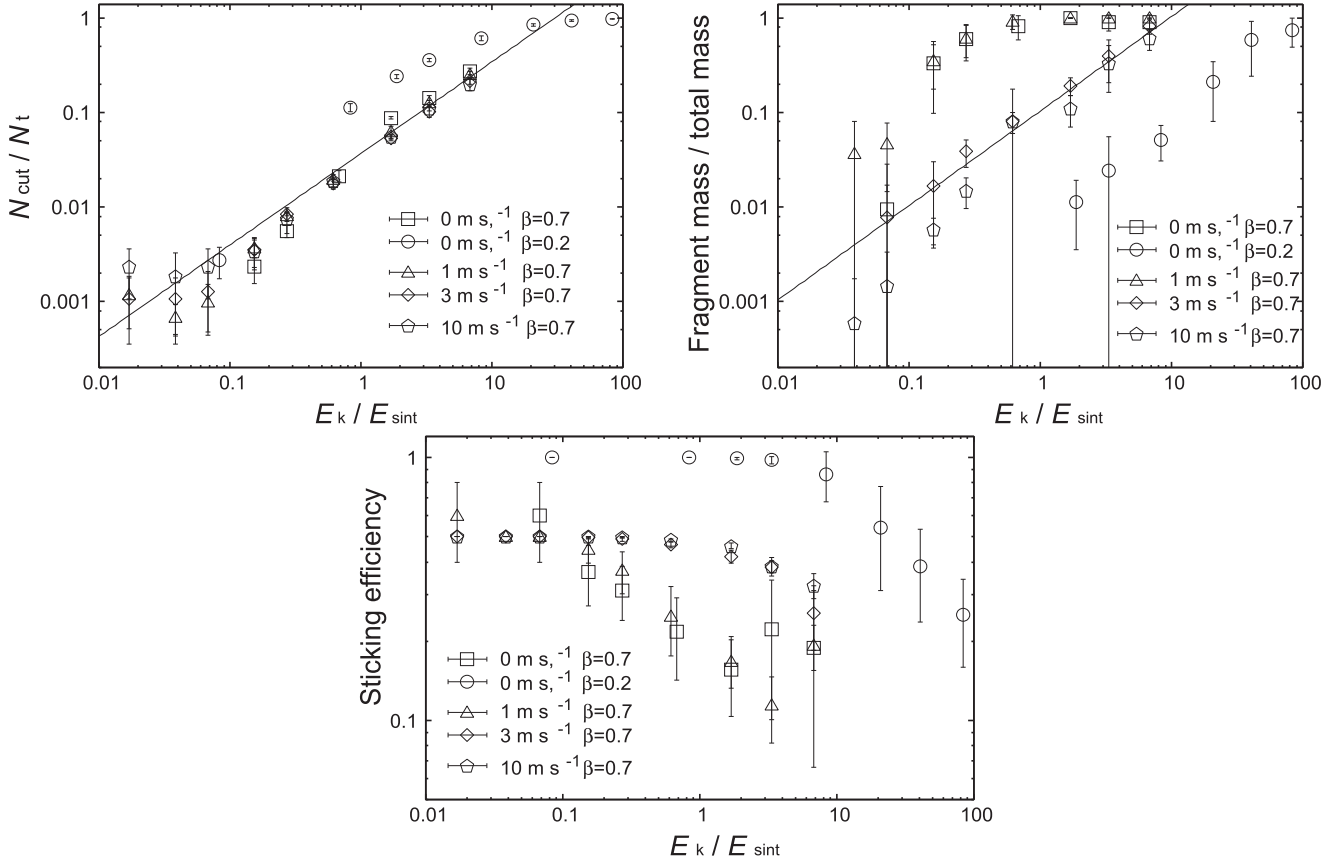 N cut / N t
1
0.1
0.01
0.001
0 m s, -1 β=0.7
0 m s, -1 β=0.2
1 m s -1 β=0.7
3 m s -1 β=0.7
10 m s -1 β=0.7
0.01 0.1 1 10 100
E k / E sint
Fragment mass / total mass
1
0.1
0.01
0.001
0 m s, -1 β=0.7
0 m s, -1 β=0.2
1 m s -1 β=0.7
3 m s -1 β=0.7
10 m s -1 β=0.7
0.01 0.1 1 10 100
E k / E sint
Sticking efficiency
1
0.1
0 m s, -1 β=0.7
0 m s, -1 β=0.2
1 m s -1 β=0.7
3 m s -1 β=0.7
10 m s -1 β=0.7
0.01 0.1 1 10 100
E k / E sint